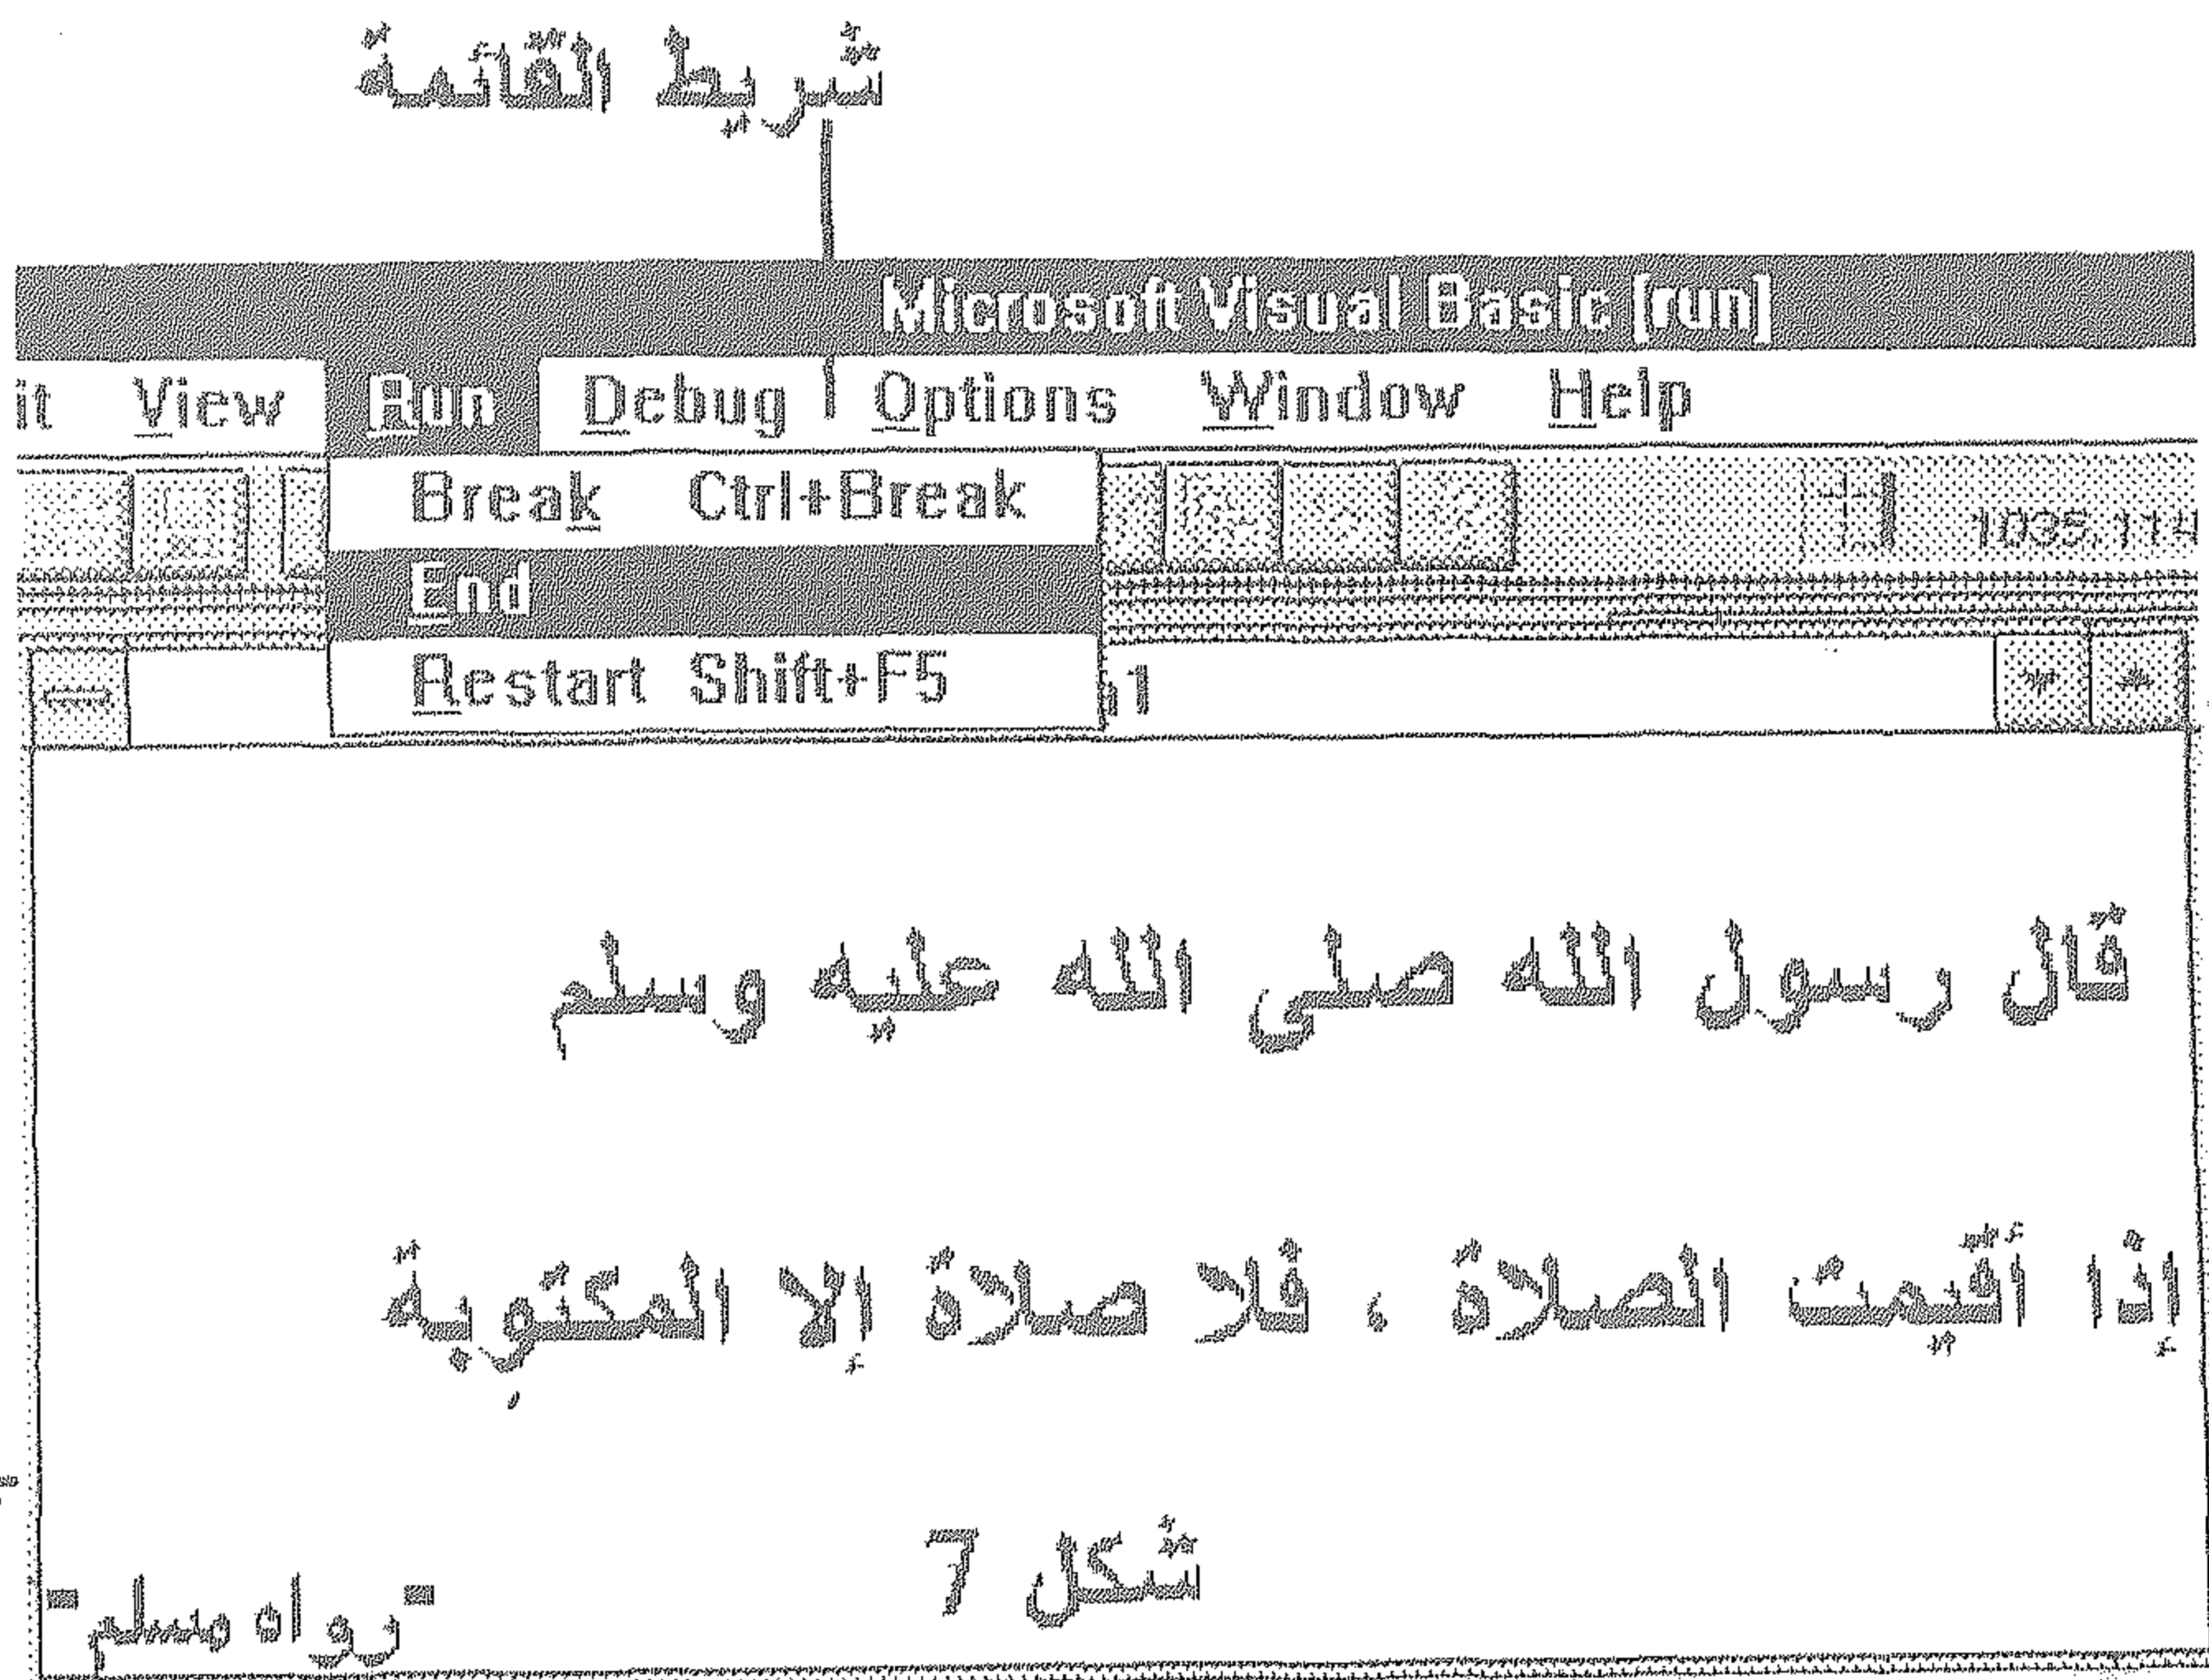 شريط القائمة
Microsoft Visual Basic [run]
it View Run Debug Options Window Help
Break Ctrl+Break
End
Restart Shift+F5
1
قال رسول الله صلى الله عليه وسلم
إذا أقيمت الصلاة ، فلا صلاة إلا المكتوبة
شكل 7
-رواه مسلم-